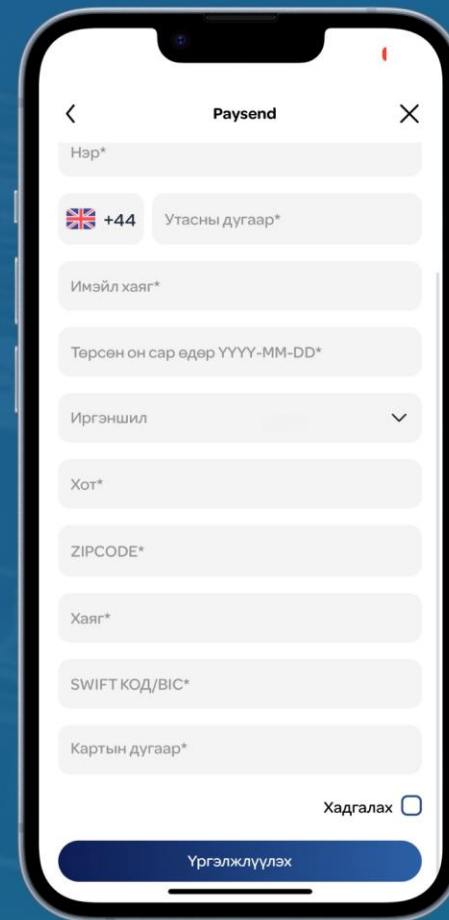 Paysend
Нэр*
+44 Утасны дугаар*
Имэйл хаяг*
Төрсөн он сар өдөр YYYY-MM-DD*
Иргэншил
Хот*
ZIPCODE*
Хаяг*
SWIFT КОД/BIC*
Картын дугаар*
Хадгалах
Үргэлжлүүлэх